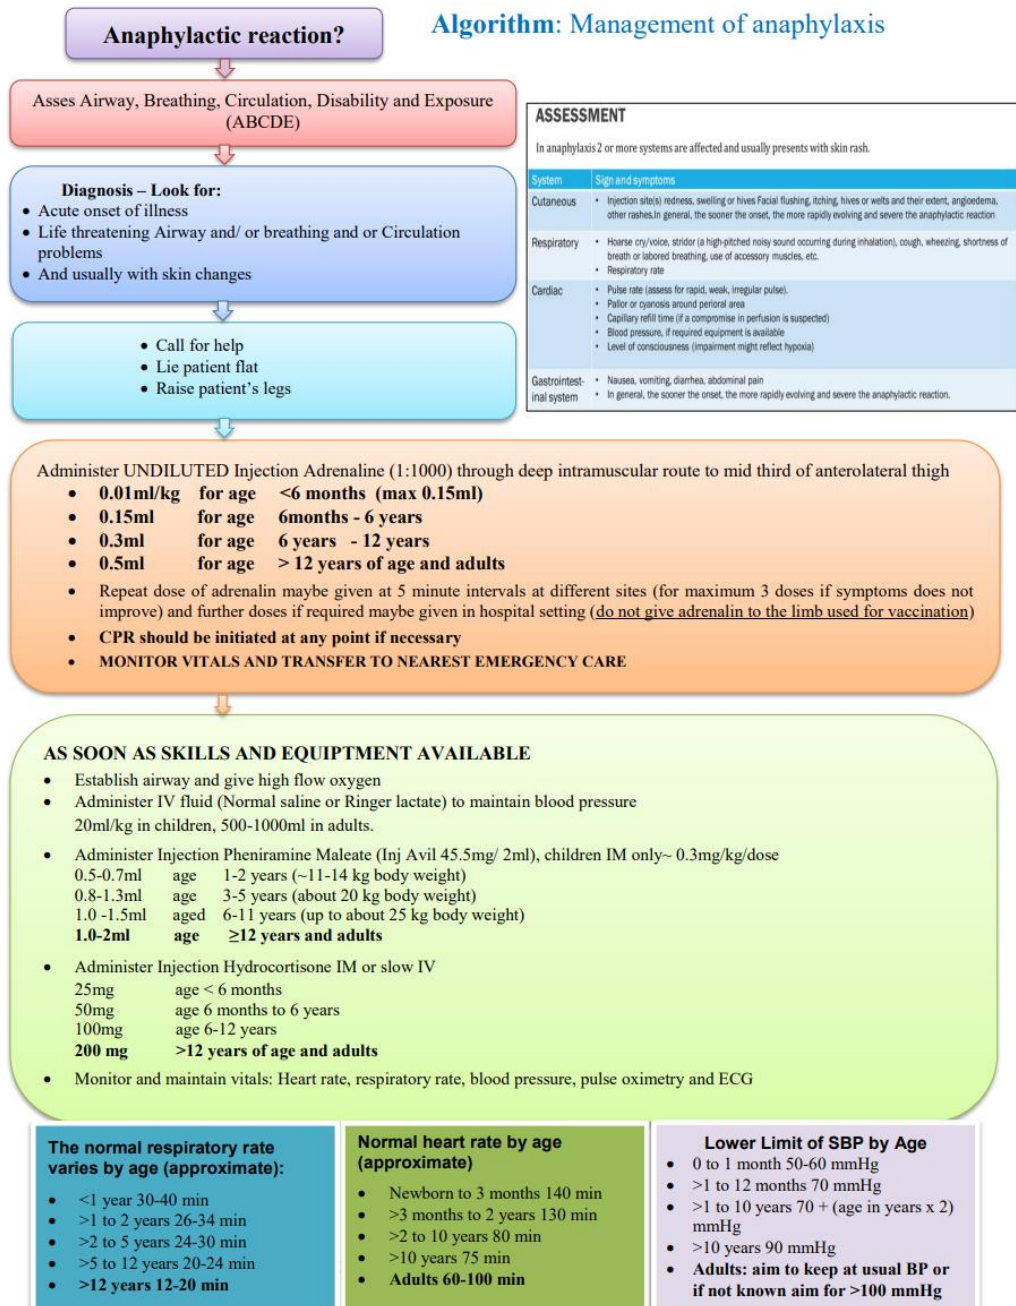 Anaphylactic reaction?
Algorithm: Management of anaphylaxis
Asses Airway, Breathing, Circulation, Disability and Exposure
(ABCDE)
Diagnosis – Look for:
• Acute onset of illness
• Life threatening Airway and/ or breathing and or Circulation
problems
• And usually with skin changes
• Call for help
• Lie patient flat
• Raise patient's legs
ASSESSMENT
In anaphylaxis 2 or more systems are affected and usually presents with skin rash.
System Sign and symptoms
Cutaneous • Injection site(s) redness, swelling or hives Facial flushing, itching, hives or welts and their extent, angioedema,
other rashes.In general, the sooner the onset, the more rapidly evolving and severe the anaphylactic reaction
Respiratory • Hoarse cry/voice, stridor (a high-pitched noisy sound occurring during inhalation), cough, wheezing, shortness of
breath or labored breathing, use of accessory muscles, etc.
• Respiratory rate
Cardiac • Pulse rate (assess for rapid, weak, irregular pulse).
• Pallor or cyanosis around perioral area
• Capillary refill time (if a compromise in perfusion is suspected)
• Blood pressure, if required equipment is available
• Level of consciousness (impairment might reflect hypoxia)
Gastrointest- • Nausea, vomiting, diarrhea, abdominal pain
inal system • In general, the sooner the onset, the more rapidly evolving and severe the anaphylactic reaction.
Administer UNDILUTED Injection Adrenaline (1:1000) through deep intramuscular route to mid third of anterolateral thigh
• 0.01ml/kg for age <6 months (max 0.15ml)
• 0.15ml for age 6months - 6 years
• 0.3ml for age 6 years - 12 years
• 0.5ml for age > 12 years of age and adults
• Repeat dose of adrenalin maybe given at 5 minute intervals at different sites (for maximum 3 doses if symptoms does not
improve) and further doses if required maybe given in hospital setting (do not give adrenalin to the limb used for vaccination)
• CPR should be initiated at any point if necessary
• MONITOR VITALS AND TRANSFER TO NEAREST EMERGENCY CARE
AS SOON AS SKILLS AND EQUIPTMENT AVAILABLE
• Establish airway and give high flow oxygen
• Administer IV fluid (Normal saline or Ringer lactate) to maintain blood pressure
20ml/kg in children, 500-1000ml in adults.
• Administer Injection Pheniramine Maleate (Inj Avil 45.5mg/ 2ml), children IM only~ 0.3mg/kg/dose
0.5-0.7ml age 1-2 years (~11-14 kg body weight)
0.8-1.3ml age 3-5 years (about 20 kg body weight)
1.0 -1.5ml aged 6-11 years (up to about 25 kg body weight)
1.0-2ml age ≥12 years and adults
• Administer Injection Hydrocortisone IM or slow IV
25mg age < 6 months
50mg age 6 months to 6 years
100mg age 6-12 years
200 mg >12 years of age and adults
• Monitor and maintain vitals: Heart rate, respiratory rate, blood pressure, pulse oximetry and ECG
The normal respiratory rate
varies by age (approximate):
• <1 year 30-40 min
• >1 to 2 years 26-34 min
• >2 to 5 years 24-30 min
• >5 to 12 years 20-24 min
• >12 years 12-20 min
Normal heart rate by age
(approximate)
• Newborn to 3 months 140 min
• >3 months to 2 years 130 min
• >2 to 10 years 80 min
• >10 years 75 min
• Adults 60-100 min
Lower Limit of SBP by Age
• 0 to 1 month 50-60 mmHg
• >1 to 12 months 70 mmHg
• >1 to 10 years 70 + (age in years x 2)
mmHg
• >10 years 90 mmHg
• Adults: aim to keep at usual BP or
if not known aim for >100 mmHg